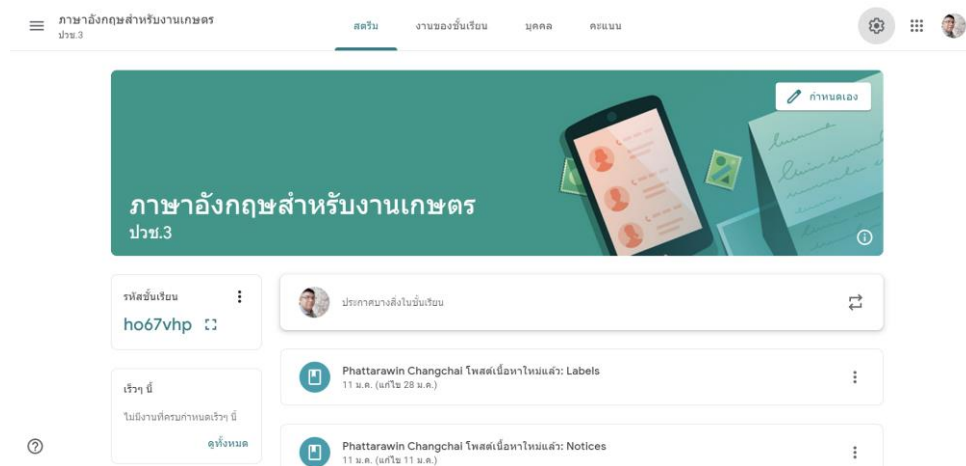 ภาษาอังกฤษสำหรับงานเกษตร
ปวช.3
สตรีม งานของชั้นเรียน บุคคล คะแนน
กำหนดเอง
ภาษาอังกฤษสำหรับงานเกษตร
ปวช.3
รหัสชั้นเรียน
ho67vhp
ประกาศบางสิ่งในชั้นเรียน
Phattarawin Changchai โพสต์เนื้อหาใหม่แล้ว: Labels
11 ม.ค. (แก้ไข 28 ม.ค.)
เร็วๆ นี้
ไม่มีงานที่ครบกำหนดเร็วๆ นี้
ดูทั้งหมด
Phattarawin Changchai โพสต์เนื้อหาใหม่แล้ว: Notices
11 ม.ค. (แก้ไข 11 ม.ค.)